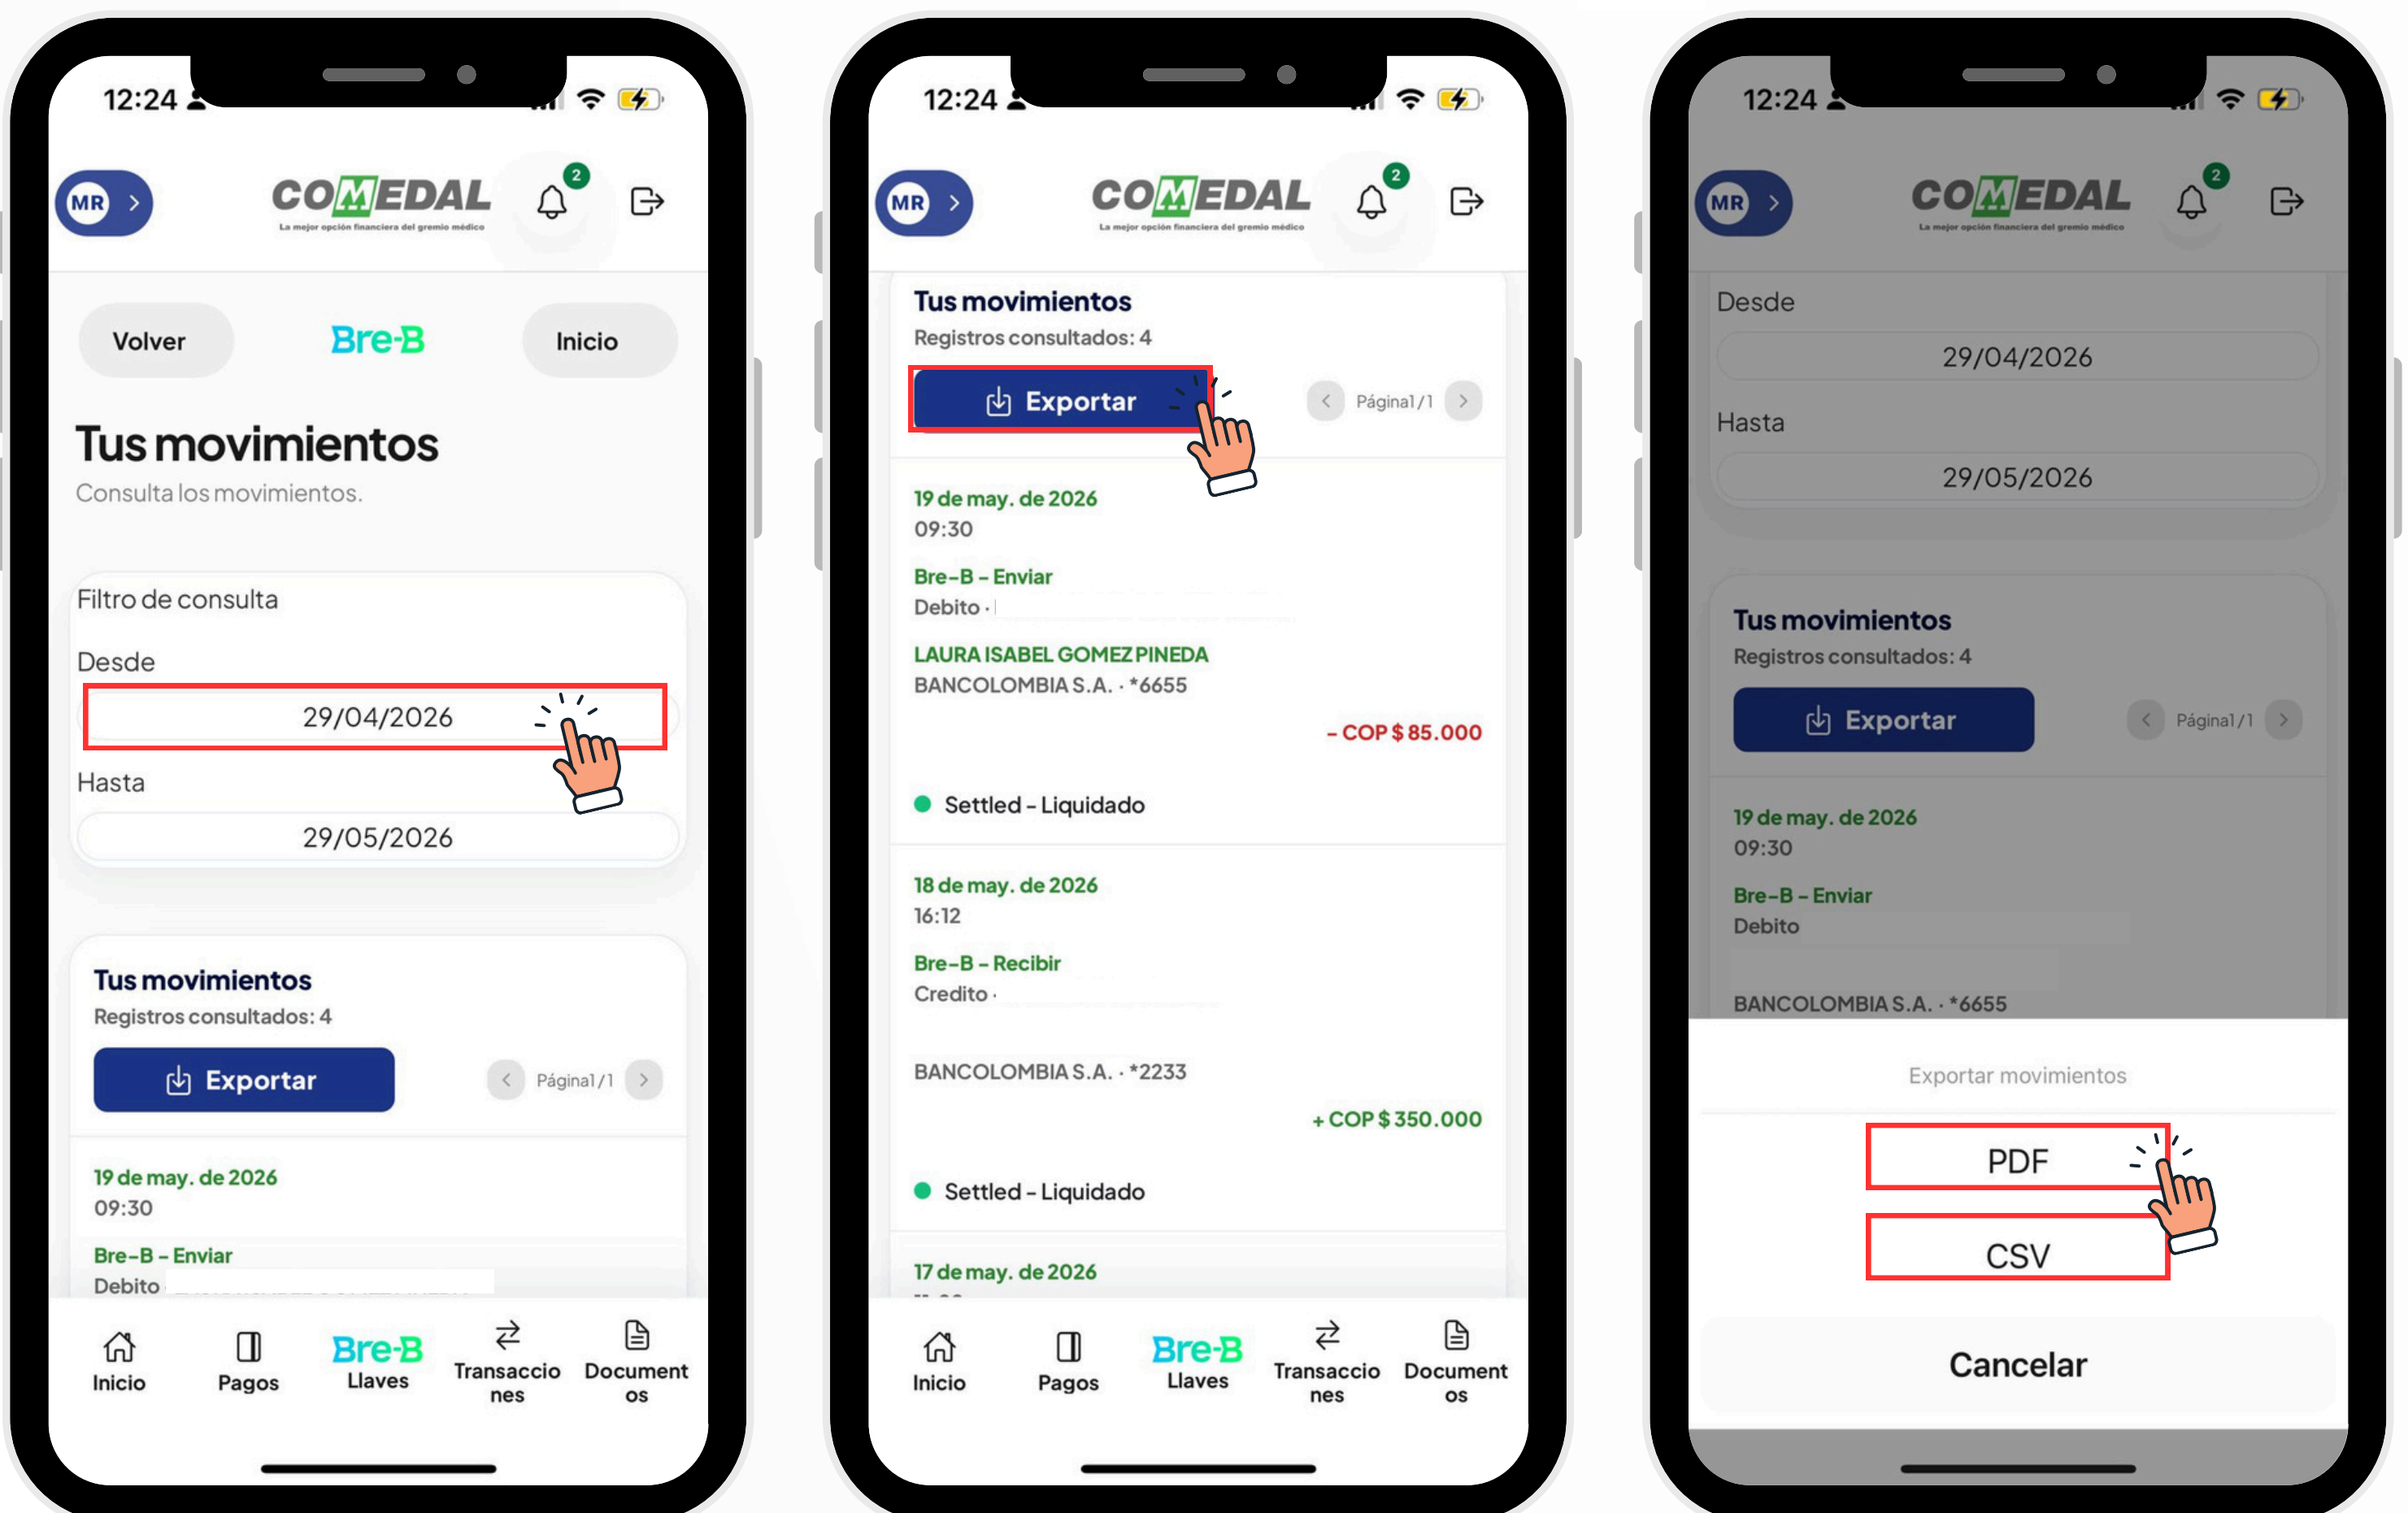 12:24
MR
COMEDAL
La mejor opción financiera del gremio médico
2
Volver
Bre-B
Inicio
Tus movimientos
Consulta los movimientos.
Filtro de consulta
Desde
29/04/2026
Hasta
29/05/2026
Tus movimientos
Registros consultados: 4
Exportar
Página1/1
19 de may. de 2026
09:30
Bre-B - Enviar
Debito
Inicio
Pagos
Bre-B
Llaves
Transaccio
nes
Document
os
12:24
MR
COMEDAL
La mejor opción financiera del gremio médico
2
Tus movimientos
Registros consultados: 4
Exportar
Página1/1
19 de may. de 2026
09:30
Bre-B - Enviar
Debito ·
LAURA ISABEL GOMEZ PINEDA
BANCOLOMBIA S.A. · *6655
- COP $ 85.000
Settled - Liquidado
18 de may. de 2026
16:12
Bre-B - Recibir
Credito ·
BANCOLOMBIA S.A. · *2233
+ COP $ 350.000
Settled - Liquidado
17 de may. de 2026
Inicio
Pagos
Bre-B
Llaves
Transaccio
nes
Document
os
12:24
MR
COMEDAL
La mejor opción financiera del gremio médico
2
Desde
29/04/2026
Hasta
29/05/2026
Tus movimientos
Registros consultados: 4
Exportar
Página1/1
19 de may. de 2026
09:30
Bre-B - Enviar
Debito
BANCOLOMBIA S.A. · *6655
Exportar movimientos
PDF
CSV
Cancelar